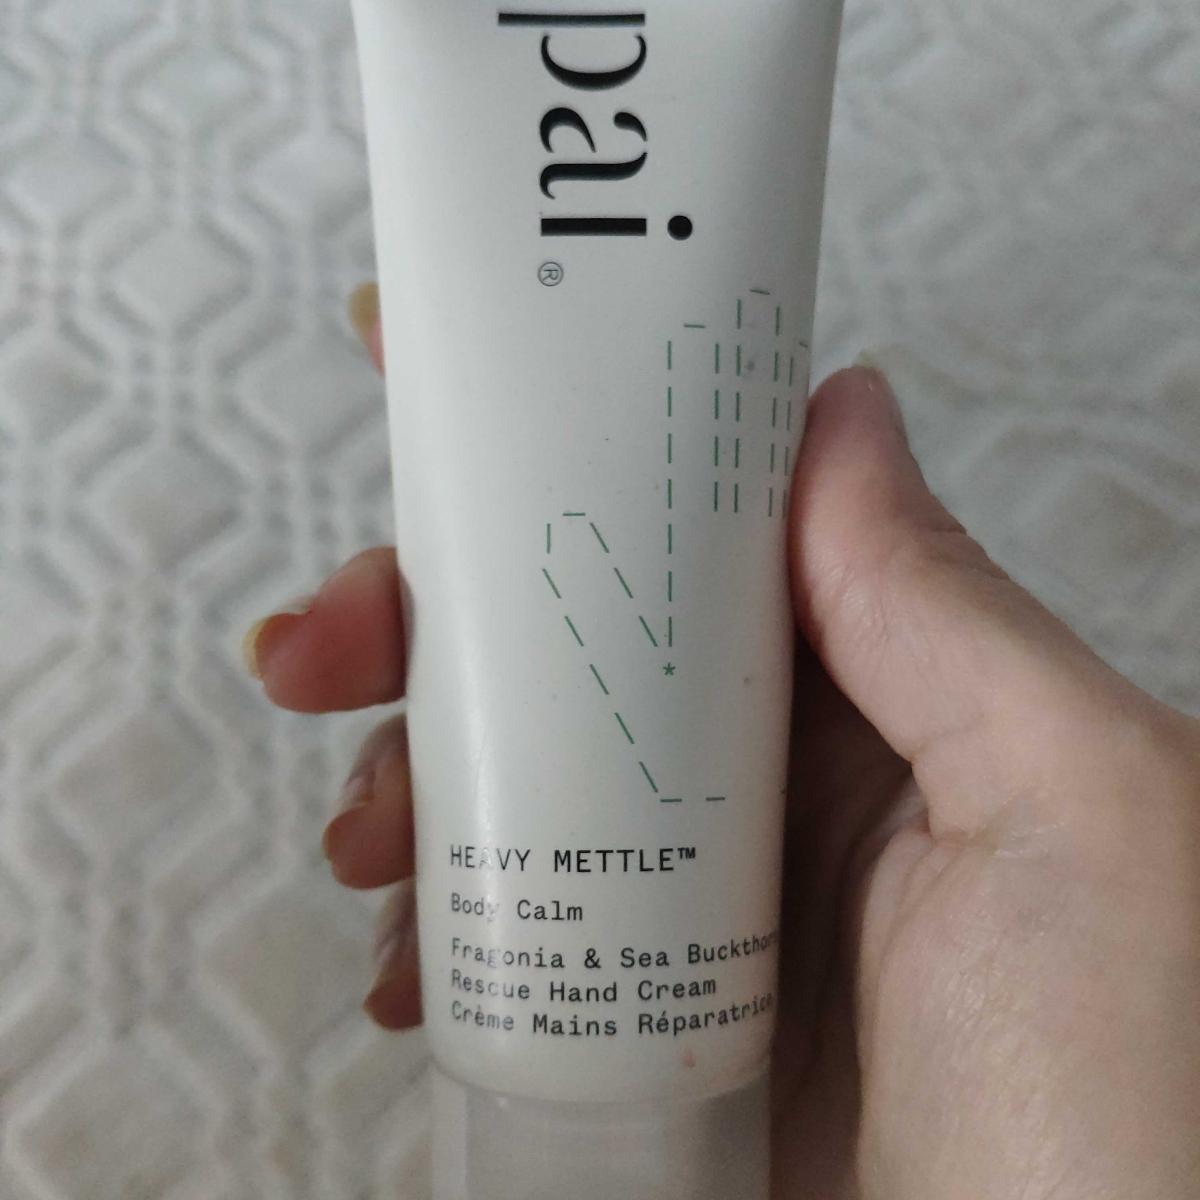 pai®
HEAVY METTLE™
Body Calm
Fragonia & Sea Buckthorn
Rescue Hand Cream
Crème Mains Réparatrice